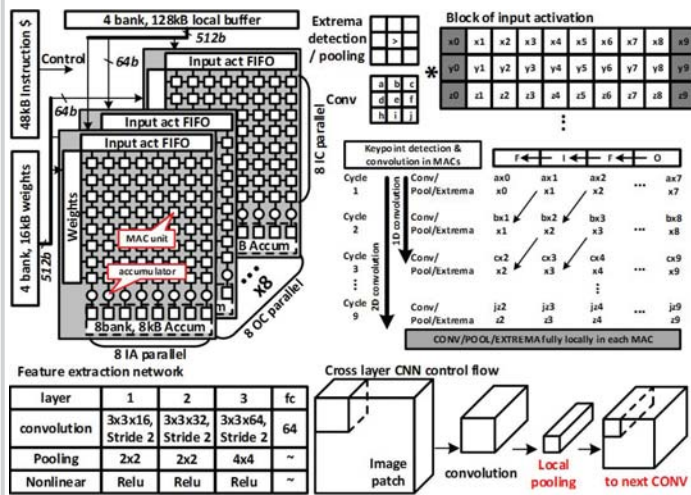 4 bank, 128kB local buffer
512b
64b
48kB Instruction $
Control
64b
Input act FIFO
Input act FIFO
Input act FIFO
8 IC parallel
4 bank, 16kB weights
512b
Weights
MAC unit
accumulator
B Accum
m
••• x8
8 OC parallel
8bank, 8kB Accum
8 IA parallel
Extrema
detection
/ pooling
>
Conv
a b c
d e f
h i j
*
Block of input activation
x0 x1 x2 x3 x4 x5 x6 x7 x8 x9
y0 y1 y2 y3 y4 y5 y6 y7 y8 y9
z0 z1 z2 z3 z4 z5 z6 z7 z8 z9
Keypoint detection &
convolution in MACs
F I F O
Cycle 1
Conv/ ax0 ax1 ax2 ... ax7
Pool/Extrema x0 x1 x2 x7
Cycle 2
Conv/ bx1 bx2 bx3 ... bx8
Pool/Extrema x1 x2 x3 x8
Cycle 3
Conv/ cx2 cx3 cx4 ... cx9
Pool/Extrema x2 x3 x4 x9
Cycle 9
Conv/ jz2 jz3 jz4 ... jz9
Pool/Extrema z2 z3 z4 z9
1D convolution
2D convolution
CONV/POOL/EXTREMA fully locally in each MAC
Feature extraction network
layer 1 2 3 fc
convolution 3x3x16, Stride 2 3x3x32, Stride 2 3x3x64, Stride 2 64
Pooling 2x2 2x2 4x4 ~
Nonlinear Relu Relu Relu ~
Cross layer CNN control flow
Image
patch
convolution
Local
pooling
to next CONV